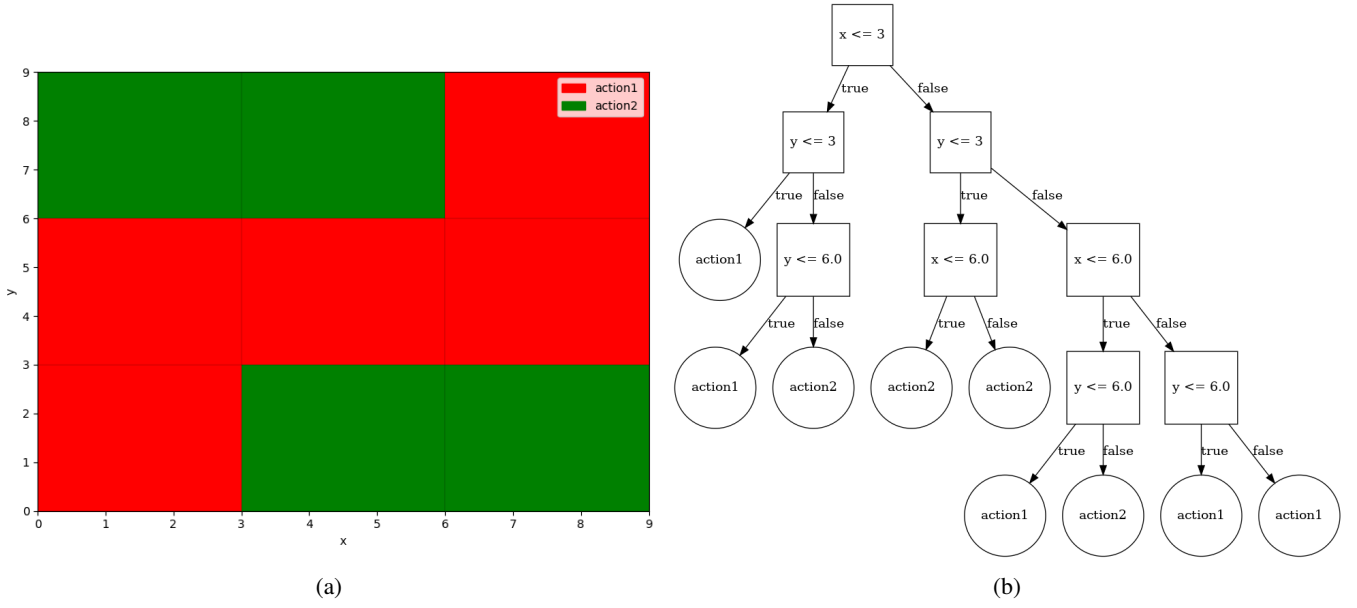 9
8
7
6
5
4
3
2
1
0
y
action1
action2
0 1 2 3 4 5 6 7 8 9
x
(a)
x <= 3
true false
y <= 3 y <= 3
true false true false
action1 y <= 6.0 x <= 6.0 x <= 6.0
true false true false true false
action1 action2 action2 action2 y <= 6.0 y <= 6.0
true false true false
action1 action2 action1 action1
(b)